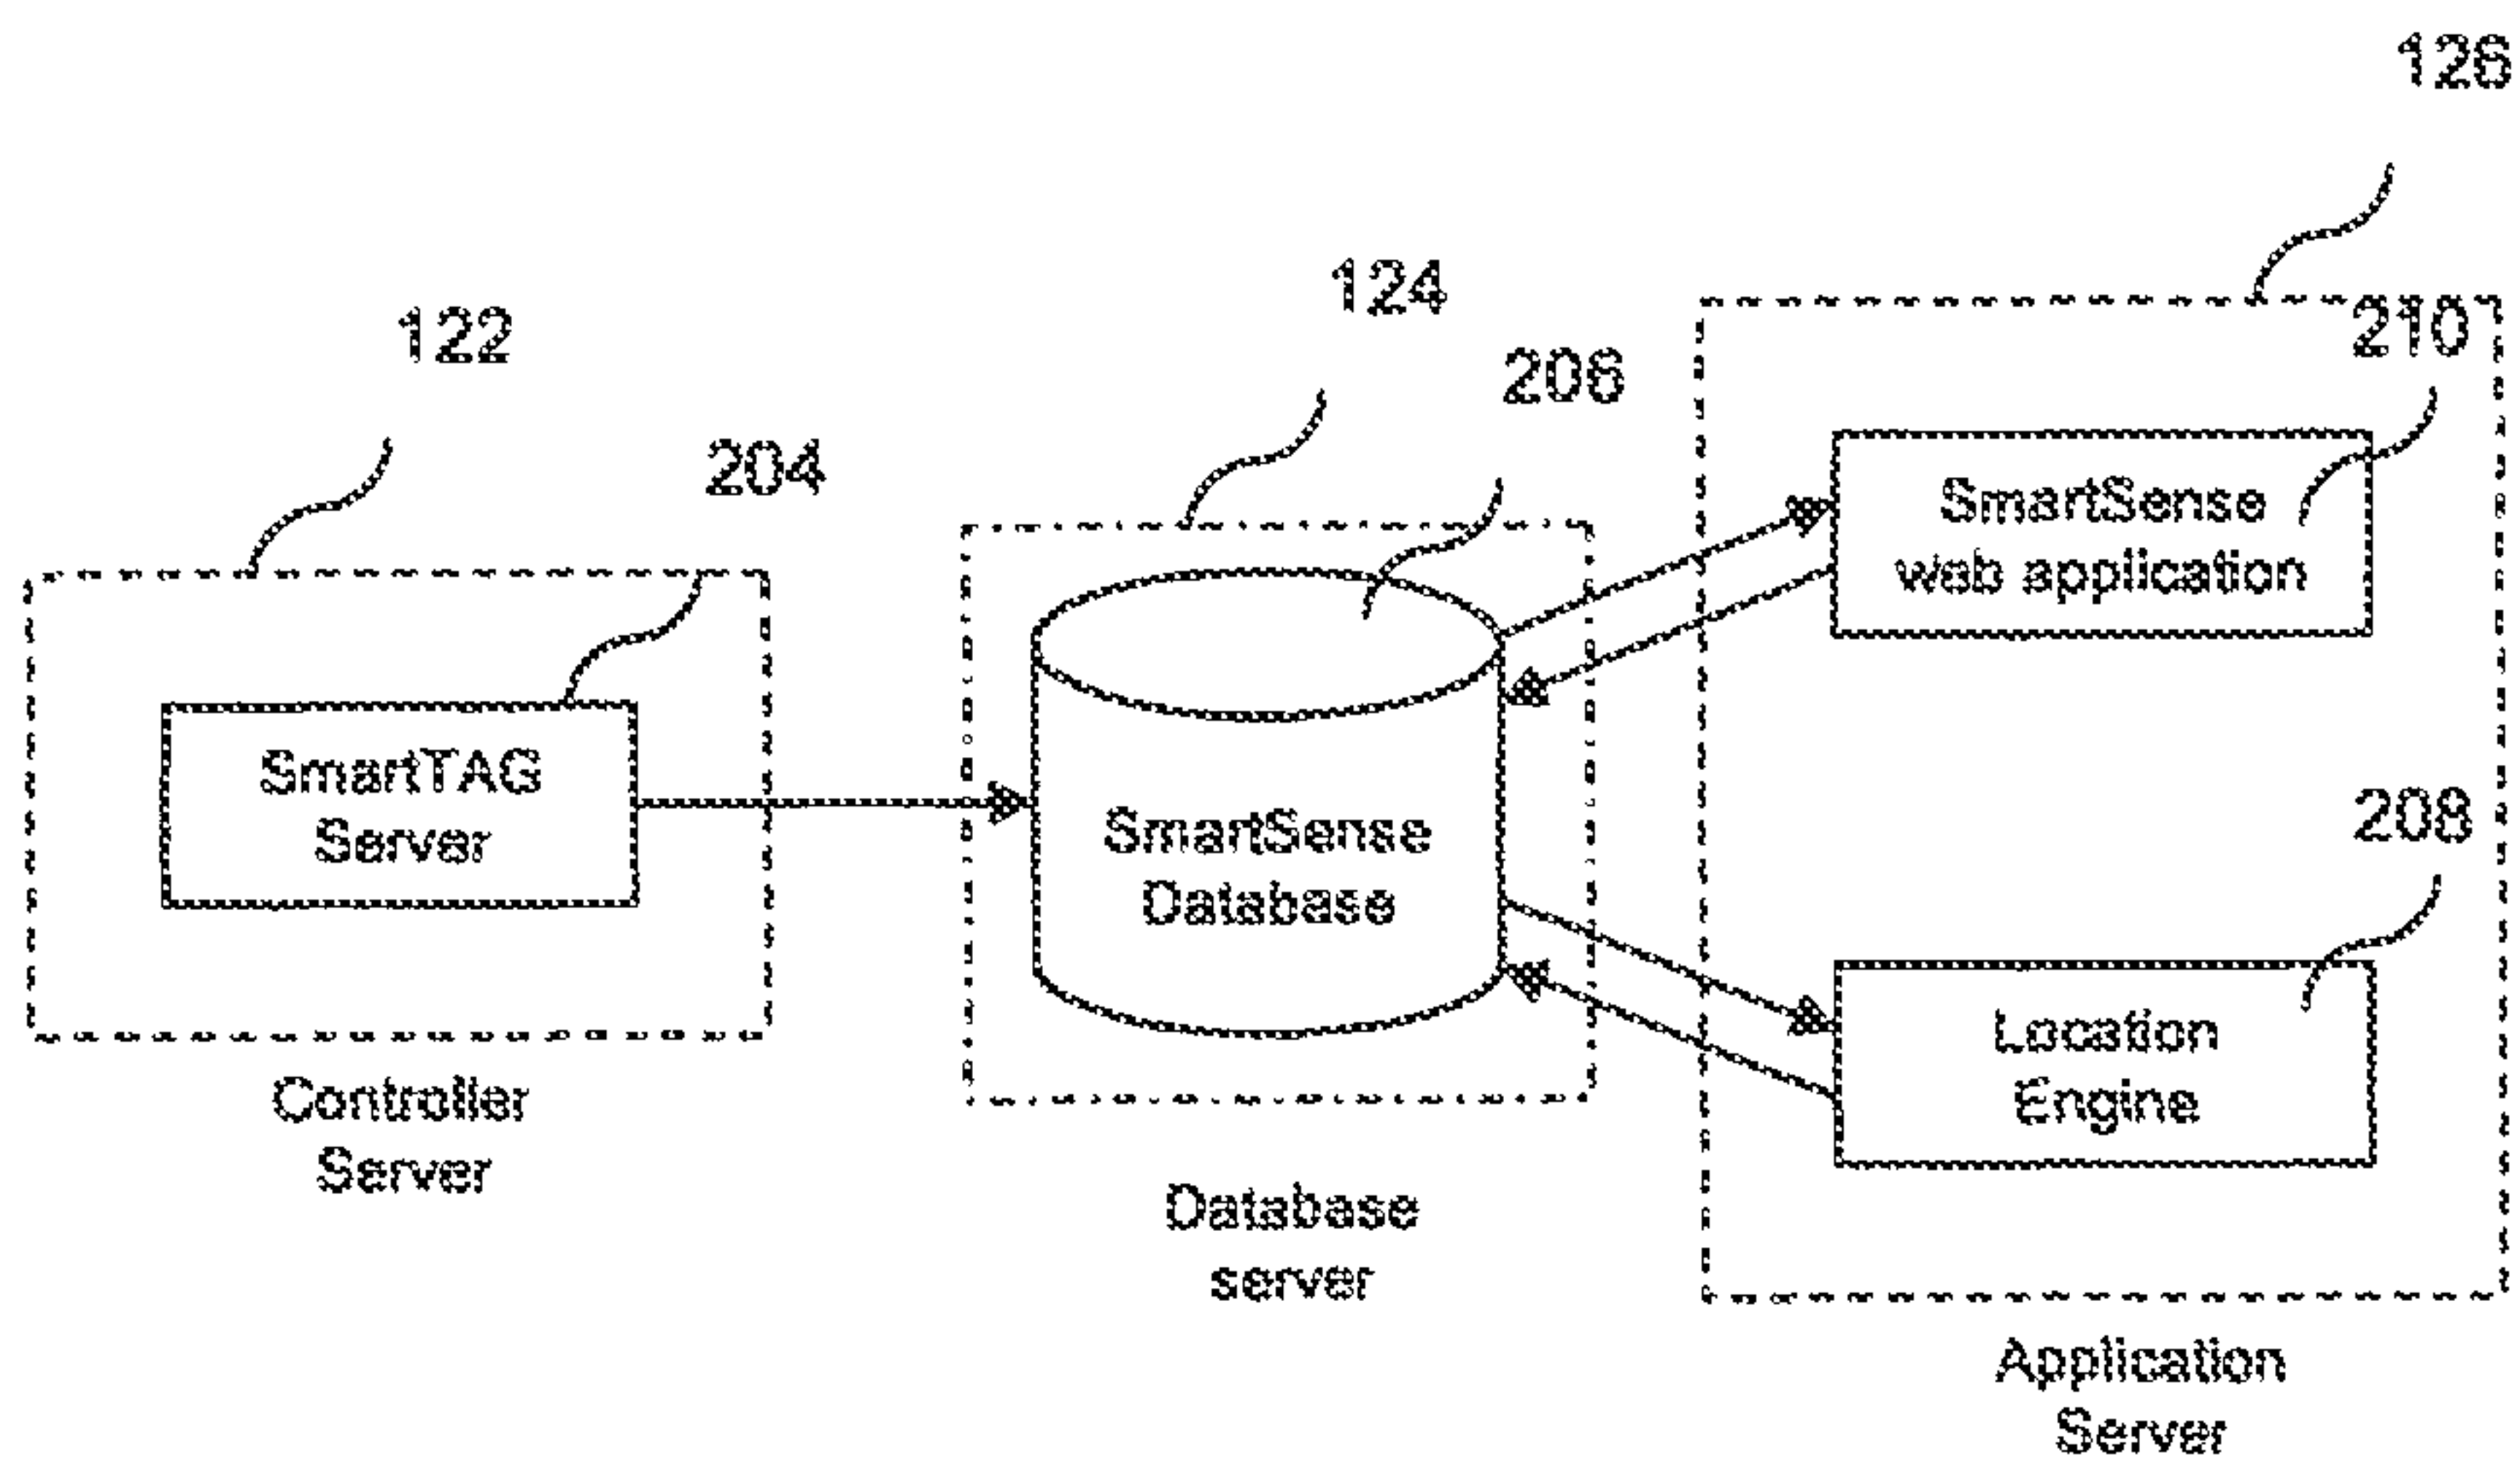 126
124
122
210
206
204
SmartSense
web application
SmartTAG
Server
SmartSense
Database
208
Location
Engine
Controller
Server
Database
server
Application
Server